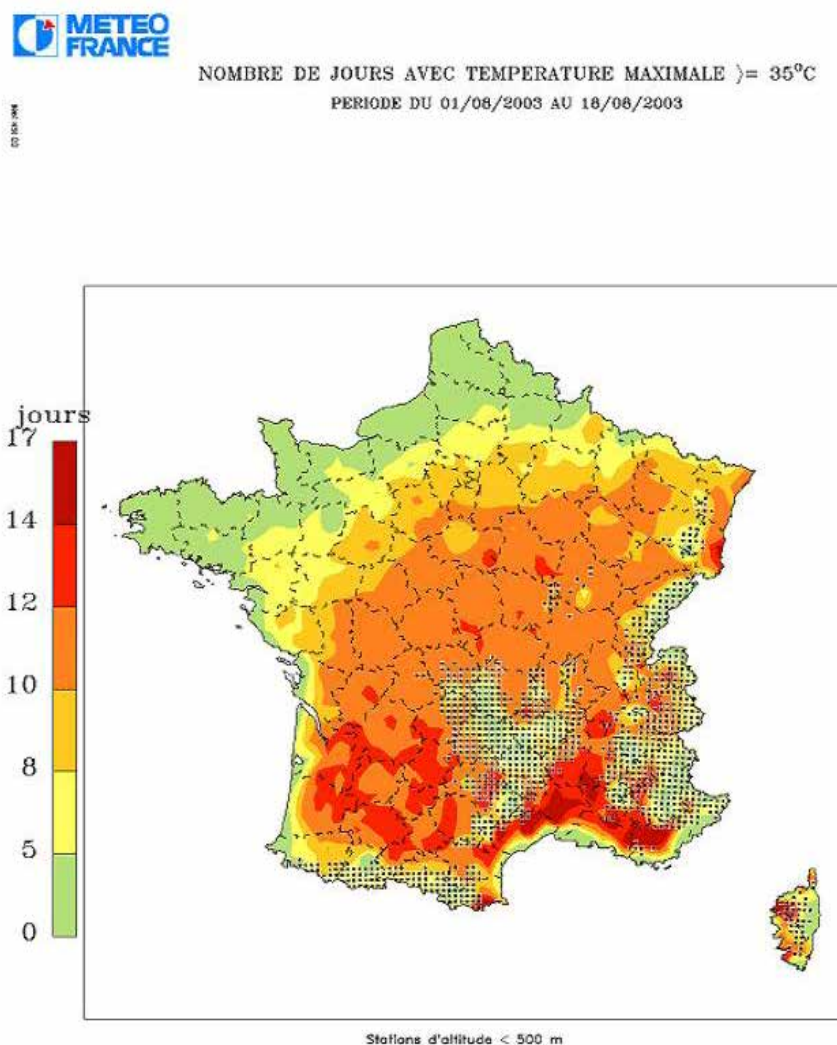 METEO
FRANCE
NOMBRE DE JOURS AVEC TEMPERATURE MAXIMALE >= 35°C
PERIODE DU 01/08/2003 AU 18/08/2003
jours
17
14
12
10
8
5
0
Stations d'altitude < 500 m